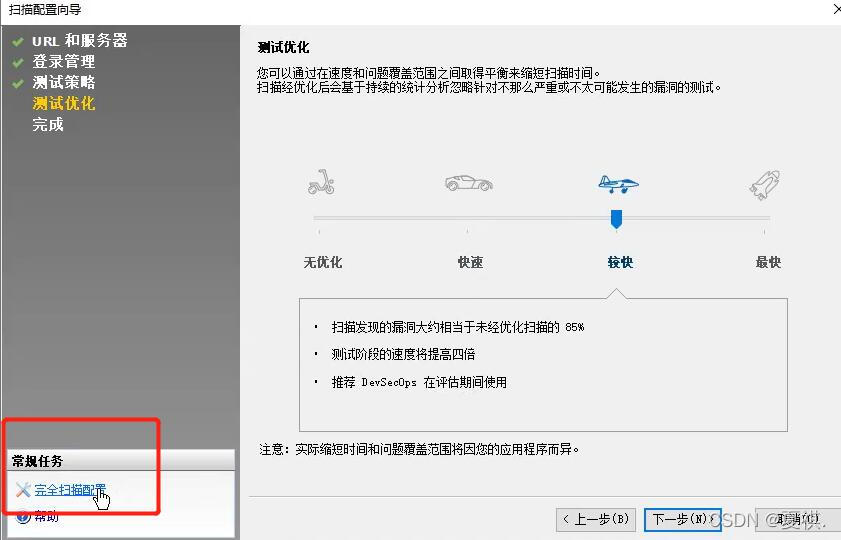 扫描配置向导
URL 和服务器
登录管理
测试策略
测试优化
完成
测试优化
您可以通过在速度和问题覆盖范围之间取得平衡来缩短扫描时间。
扫描经优化后会基于持续的统计分析忽略针对不那么严重或不太可能发生的漏洞的测试。
无优化 快速 较快 最快
· 扫描发现的漏洞大约相当于未经优化扫描的 85%
· 测试阶段的速度将提高四倍
· 推荐 DevSecOps 在评估期间使用
注意：实际缩短时间和问题覆盖范围将因您的应用程序而异。
常规任务
完全扫描配置
帮助
< 上一步(B) 下一步(N) 取消
CSDN @爱祺.